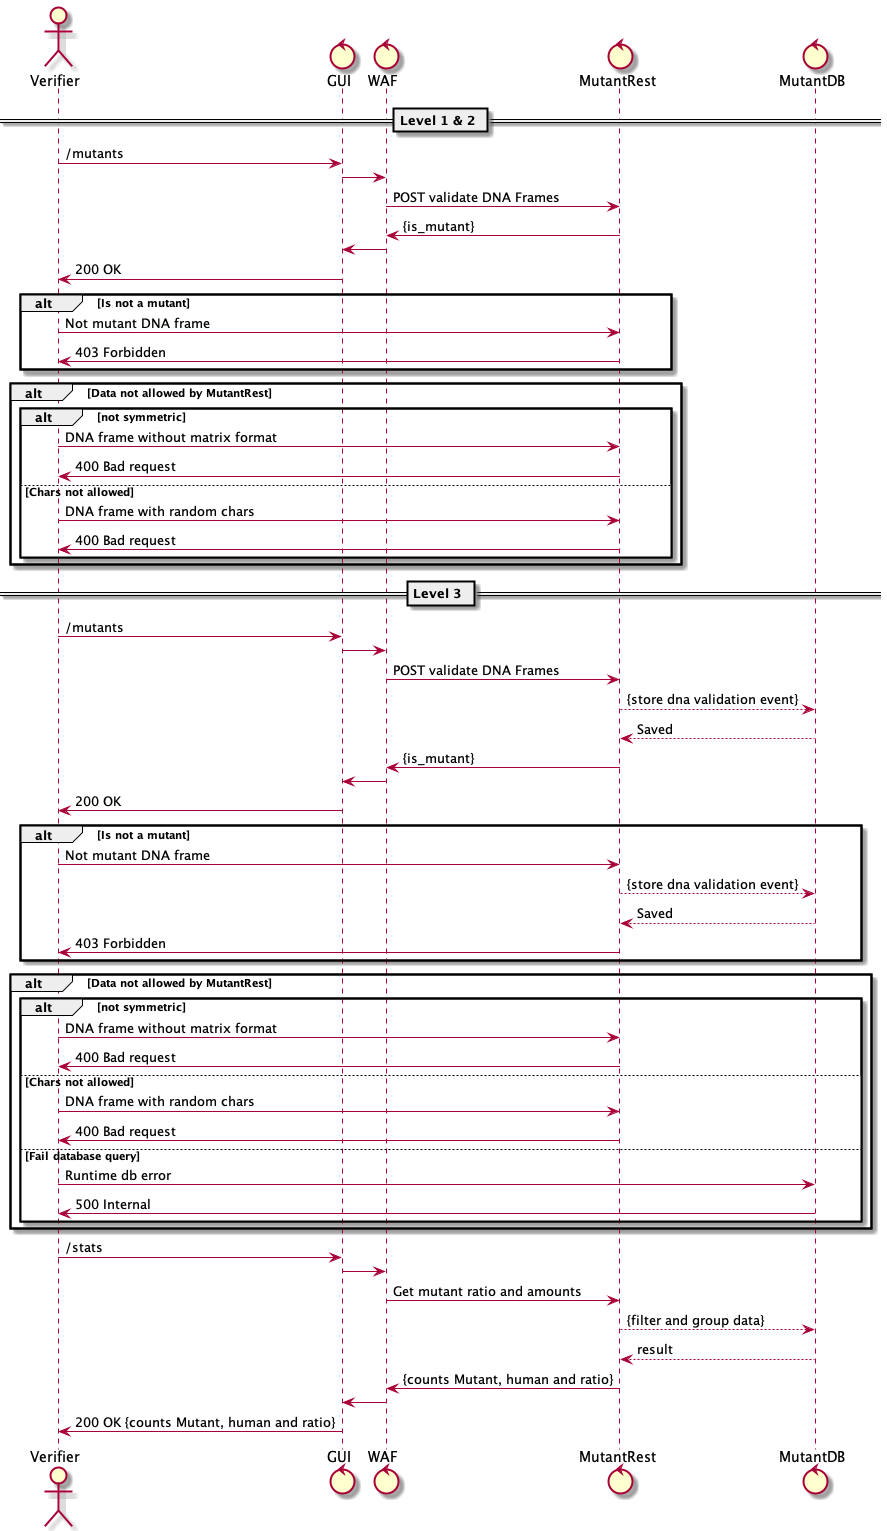 Verifier
GUI
WAF
MutantRest
MutantDB
Level 1 & 2
/mutants
POST validate DNA Frames
{is_mutant}
200 OK
alt [Is not a mutant]
Not mutant DNA frame
403 Forbidden
alt [Data not allowed by MutantRest]
alt [not symmetric]
DNA frame without matrix format
400 Bad request
[Chars not allowed]
DNA frame with random chars
400 Bad request
Level 3
/mutants
POST validate DNA Frames
{store dna validation event}
Saved
{is_mutant}
200 OK
alt [Is not a mutant]
Not mutant DNA frame
{store dna validation event}
Saved
403 Forbidden
alt [Data not allowed by MutantRest]
alt [not symmetric]
DNA frame without matrix format
400 Bad request
[Chars not allowed]
DNA frame with random chars
400 Bad request
[Fail database query]
Runtime db error
500 Internal
/stats
Get mutant ratio and amounts
{filter and group data}
result
{counts Mutant, human and ratio}
200 OK {counts Mutant, human and ratio}
Verifier
GUI
WAF
MutantRest
MutantDB